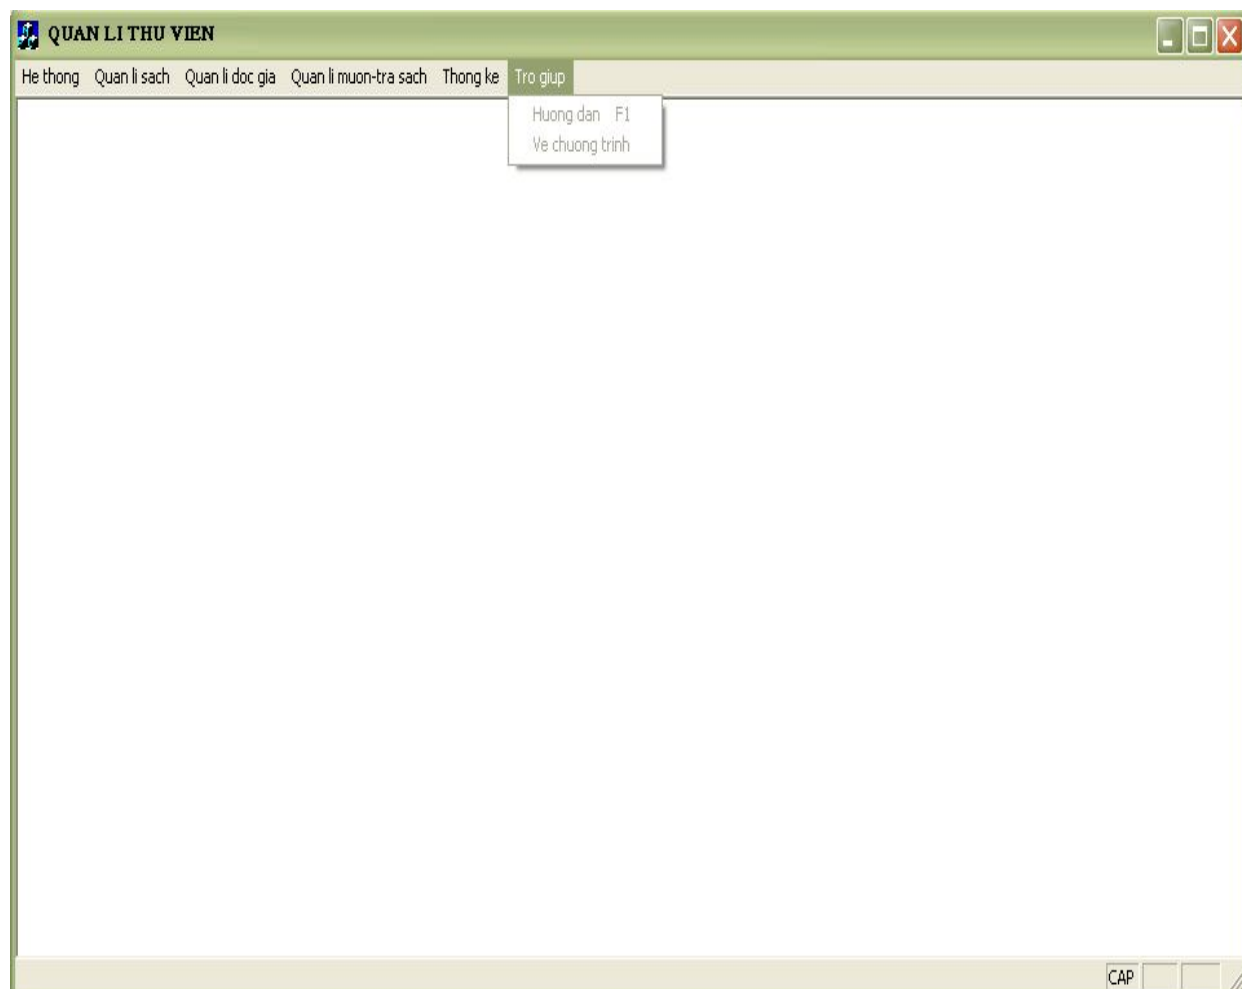 QUAN LI THU VIEN
He thong Quan li sach Quan li doc gia Quan li muon-tra sach Thong ke Tro giup
Huong dan F1
Ve chuong trinh
CAP